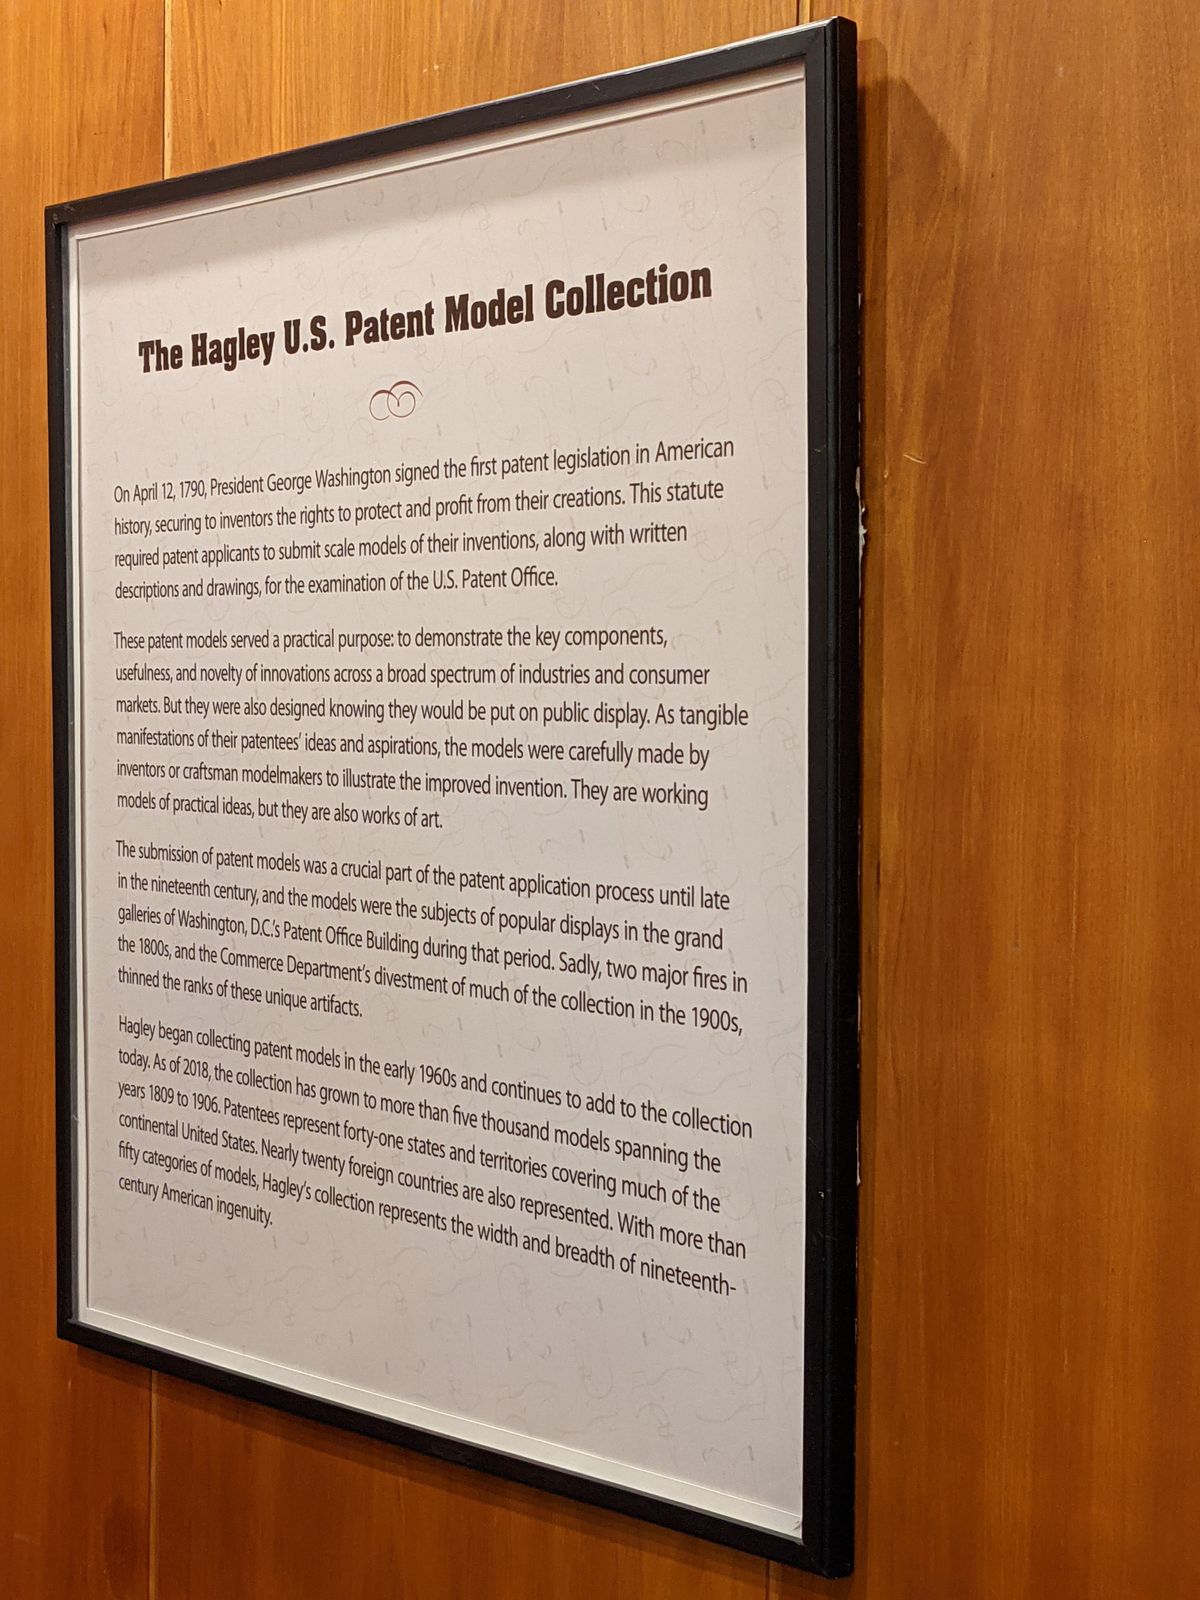 The Hagley U.S. Patent Model Collection
On April 12, 1790, President George Washington signed the first patent legislation in American
history, securing to inventors the rights to protect and profit from their creations. This statute
required patent applicants to submit scale models of their inventions, along with written
descriptions and drawings, for the examination of the U.S. Patent Office.
These patent models served a practical purpose: to demonstrate the key components,
usefulness, and novelty of innovations across a broad spectrum of industries and consumer
markets. But they were also designed knowing they would be put on public display. As tangible
manifestations of their patentees' ideas and aspirations, the models were carefully made by
inventors or craftsman modelmakers to illustrate the improved invention. They are working
models of practical ideas, but they are also works of art.
The submission of patent models was a crucial part of the patent application process until late
in the nineteenth century, and the models were the subjects of popular displays in the grand
galleries of Washington, D.C.'s Patent Office Building during that period. Sadly, two major fires in
the 1800s, and the Commerce Department's divestment of much of the collection in the 1900s,
thinned the ranks of these unique artifacts.
Hagley began collecting patent models in the early 1960s and continues to add to the collection
today. As of 2018, the collection has grown to more than five thousand models spanning the
years 1809 to 1906. Patentees represent forty-one states and territories covering much of the
continental United States. Nearly twenty foreign countries are also represented. With more than
fifty categories of models, Hagley's collection represents the width and breadth of nineteenth-
century American ingenuity.